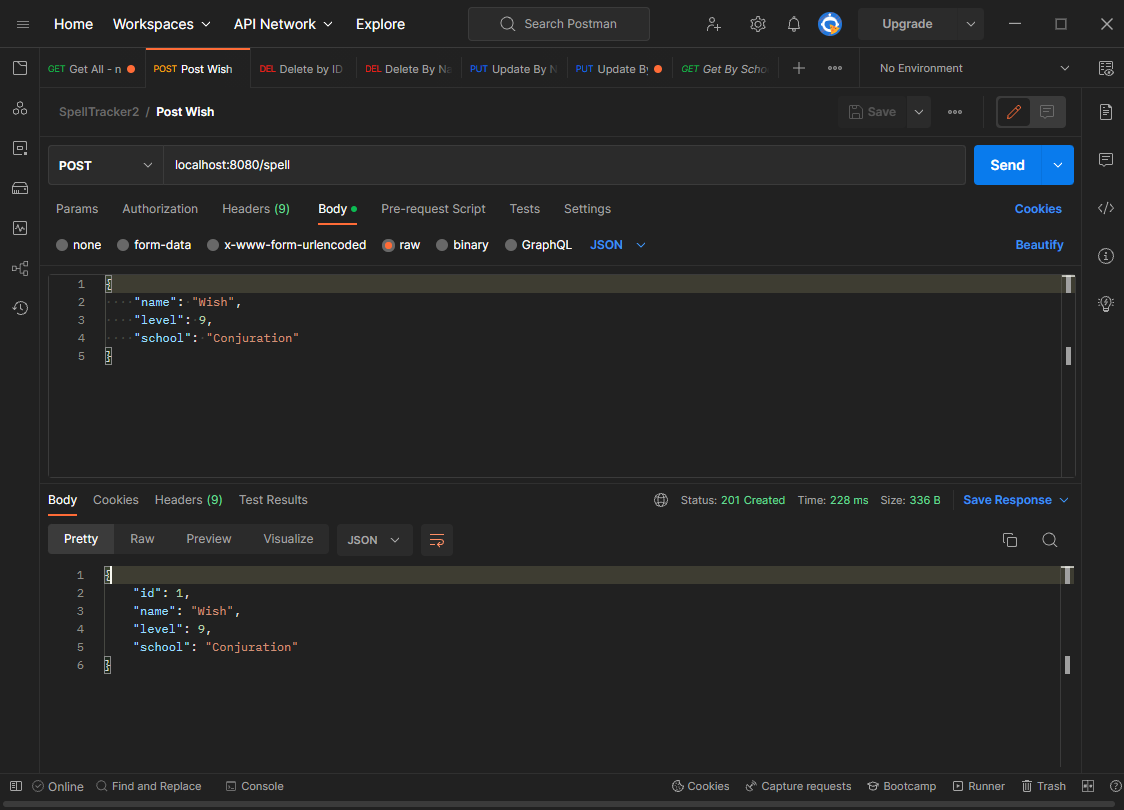 Home Workspaces API Network Explore Search Postman Upgrade
GET Get All - n POST Post Wish DEL Delete by ID DEL Delete By Na PUT Update By N PUT Update By GET Get By Scho No Environment
SpellTracker2 / Post Wish Save
POST localhost:8080/spell Send
Params Authorization Headers (9) Body Pre-request Script Tests Settings Cookies
none form-data x-www-form-urlencoded raw binary GraphQL JSON Beautify
1 {
2 "name": "Wish",
3 "level": 9,
4 "school": "Conjuration"
5 }
Body Cookies Headers (9) Test Results Status: 201 Created Time: 228 ms Size: 336 B Save Response
Pretty Raw Preview Visualize JSON
1 {
2 "id": 1,
3 "name": "Wish",
4 "level": 9,
5 "school": "Conjuration"
6 }
Online Find and Replace Console Cookies Capture requests Bootcamp Runner Trash